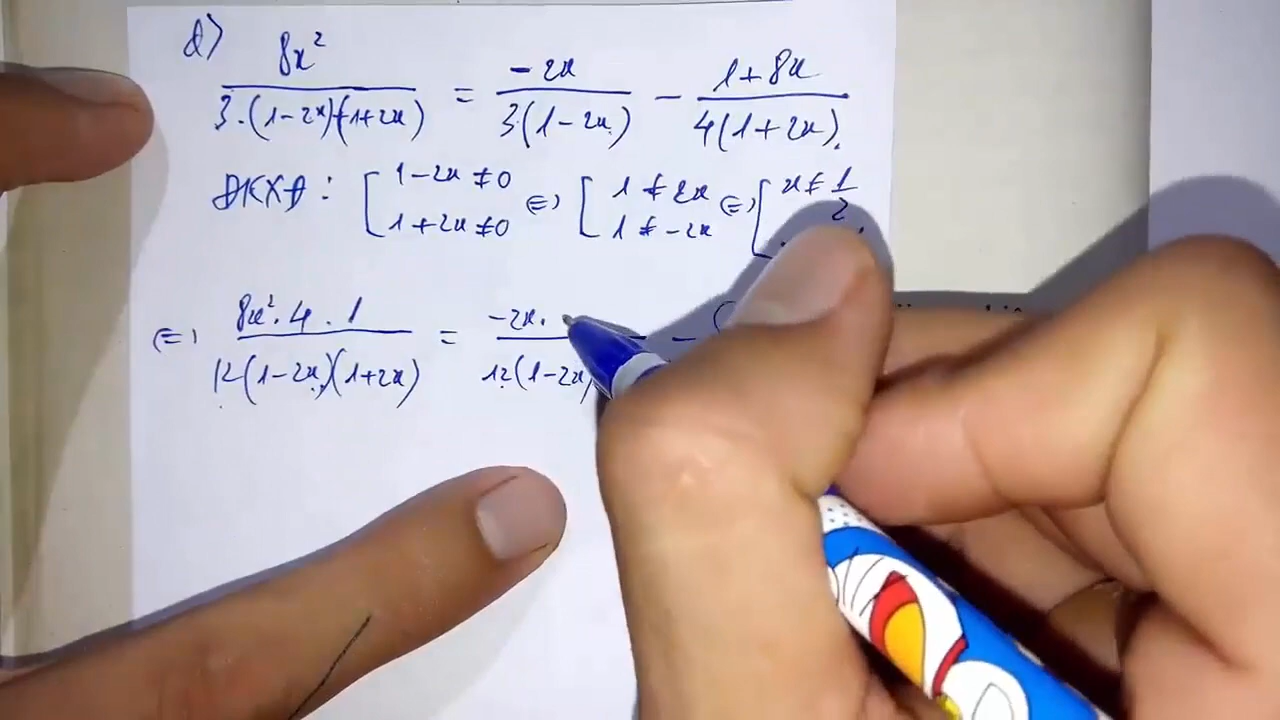 d)
8x² / 3.(1-2x)(1+2x) = -2x / 3(1-2x) - 1+8x / 4(1+2x)
ĐKXĐ: [ 1-2x≠0 ; 1+2x≠0 ⇔ [ 1≠2x ; 1≠-2x ⇔ [ x≠1/2
⇔ 8x².4.1 / 12(1-2x)(1+2x) = -2x. / 12(1-2x) - (